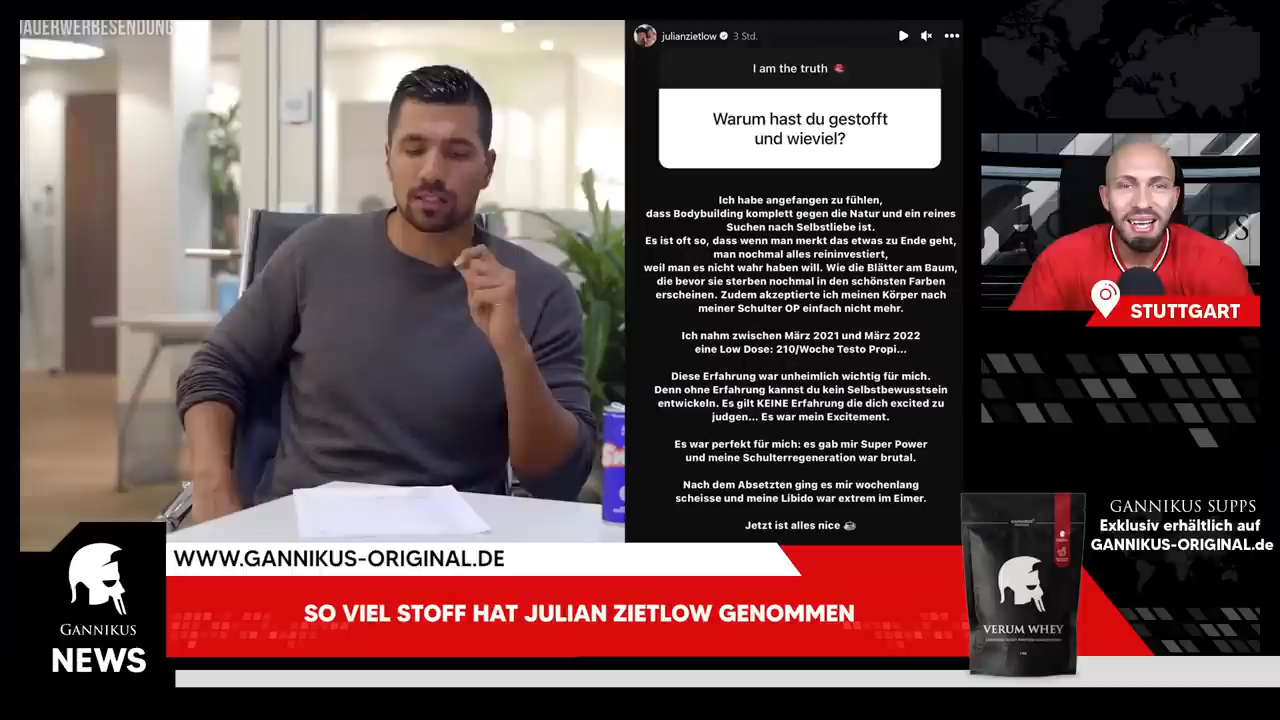 DAUERWERBESENDUNG
julianzietlow 3 Std.
I am the truth
Warum hast du gestofft
und wieviel?
Ich habe angefangen zu fühlen,
dass Bodybuilding komplett gegen die Natur und ein reines
Suchen nach Selbstliebe ist.
Es ist oft so, dass wenn man merkt das etwas zu Ende geht,
man nochmal alles reininvestiert,
weil man es nicht wahr haben will. Wie die Blätter am Baum,
die bevor sie sterben nochmal in den schönsten Farben
erscheinen. Zudem akzeptierte ich meinen Körper nach
meiner Schulter OP einfach nicht mehr.
Ich nahm zwischen März 2021 und März 2022
eine Low Dose: 210/Woche Testo Propi...
Diese Erfahrung war unheimlich wichtig für mich.
Denn ohne Erfahrung kannst du kein Selbstbewusstsein
entwickeln. Es gilt KEINE Erfahrung die dich excited zu
judgen... Es war mein Excitement.
Es war perfekt für mich: es gab mir Super Power
und meine Schulterregeneration war brutal.
Nach dem Absetzten ging es mir wochenlang
scheisse und meine Libido war extrem im Eimer.
Jetzt ist alles nice
STUTTGART
GANNIKUS SUPPS
Exklusiv erhältlich auf
GANNIKUS-ORIGINAL.de
VERUM WHEY
WWW.GANNIKUS-ORIGINAL.DE
SO VIEL STOFF HAT JULIAN ZIETLOW GENOMMEN
GANNIKUS
NEWS